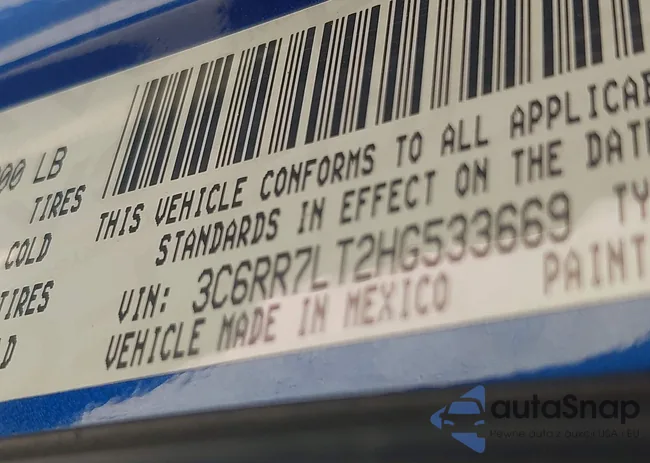 00 LB
TIRES
COLD
TIRES
THIS VEHICLE CONFORMS TO ALL APPLICAB
STANDARDS IN EFFECT ON THE DAT
VIN: 3C6RR7LT2HG533669 TY
VEHICLE MADE IN MEXICO PAINT
autaSnap